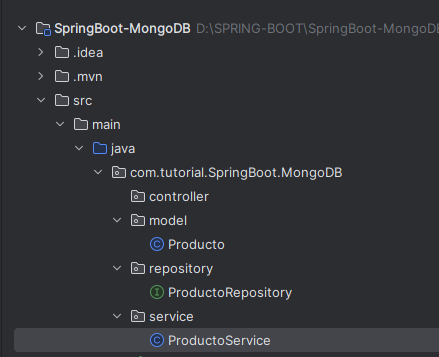 SpringBoot-MongoDB D:\SPRING-BOOT\SpringBoot-MongoDB
.idea
.mvn
src
main
java
com.tutorial.SpringBoot.MongoDB
controller
model
C Producto
repository
I ProductoRepository
service
C ProductoService